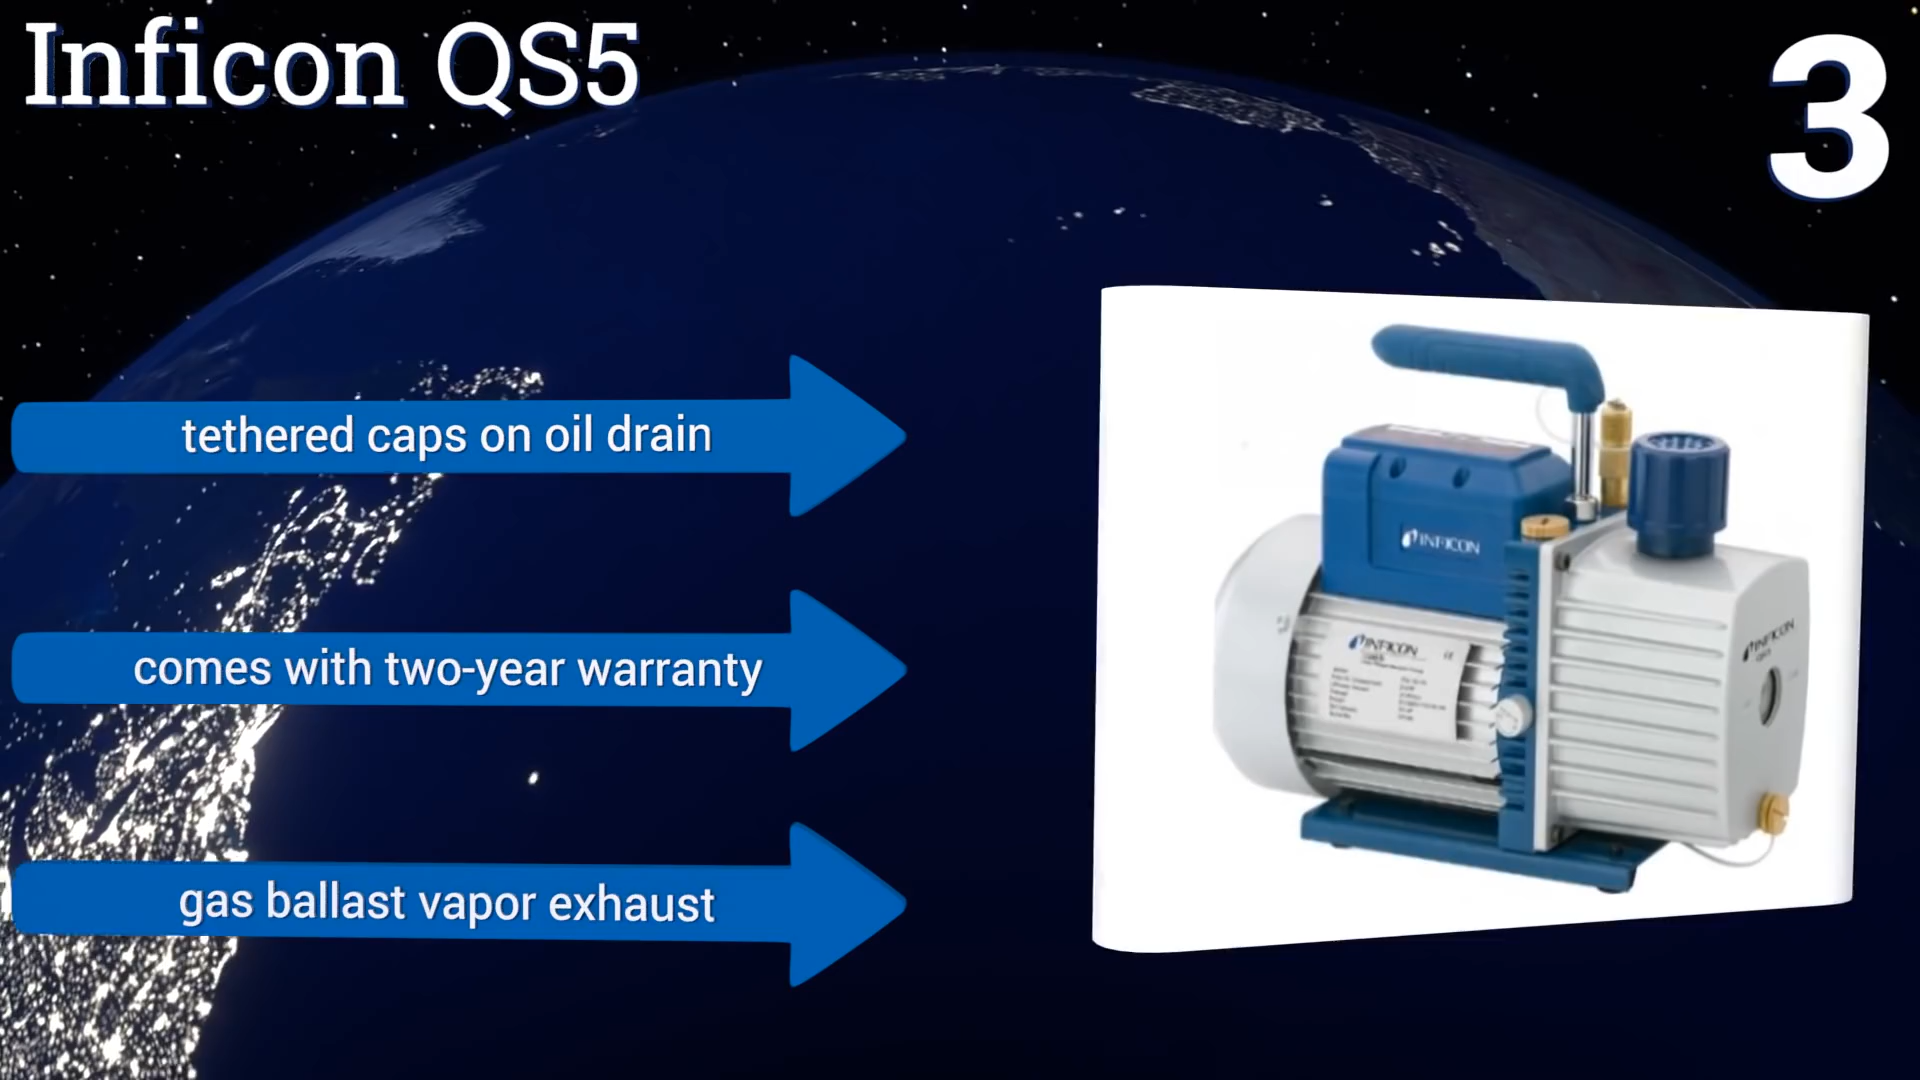 Inficon QS5
3
tethered caps on oil drain
comes with two-year warranty
gas ballast vapor exhaust
INFICON
INFICON
INFICON